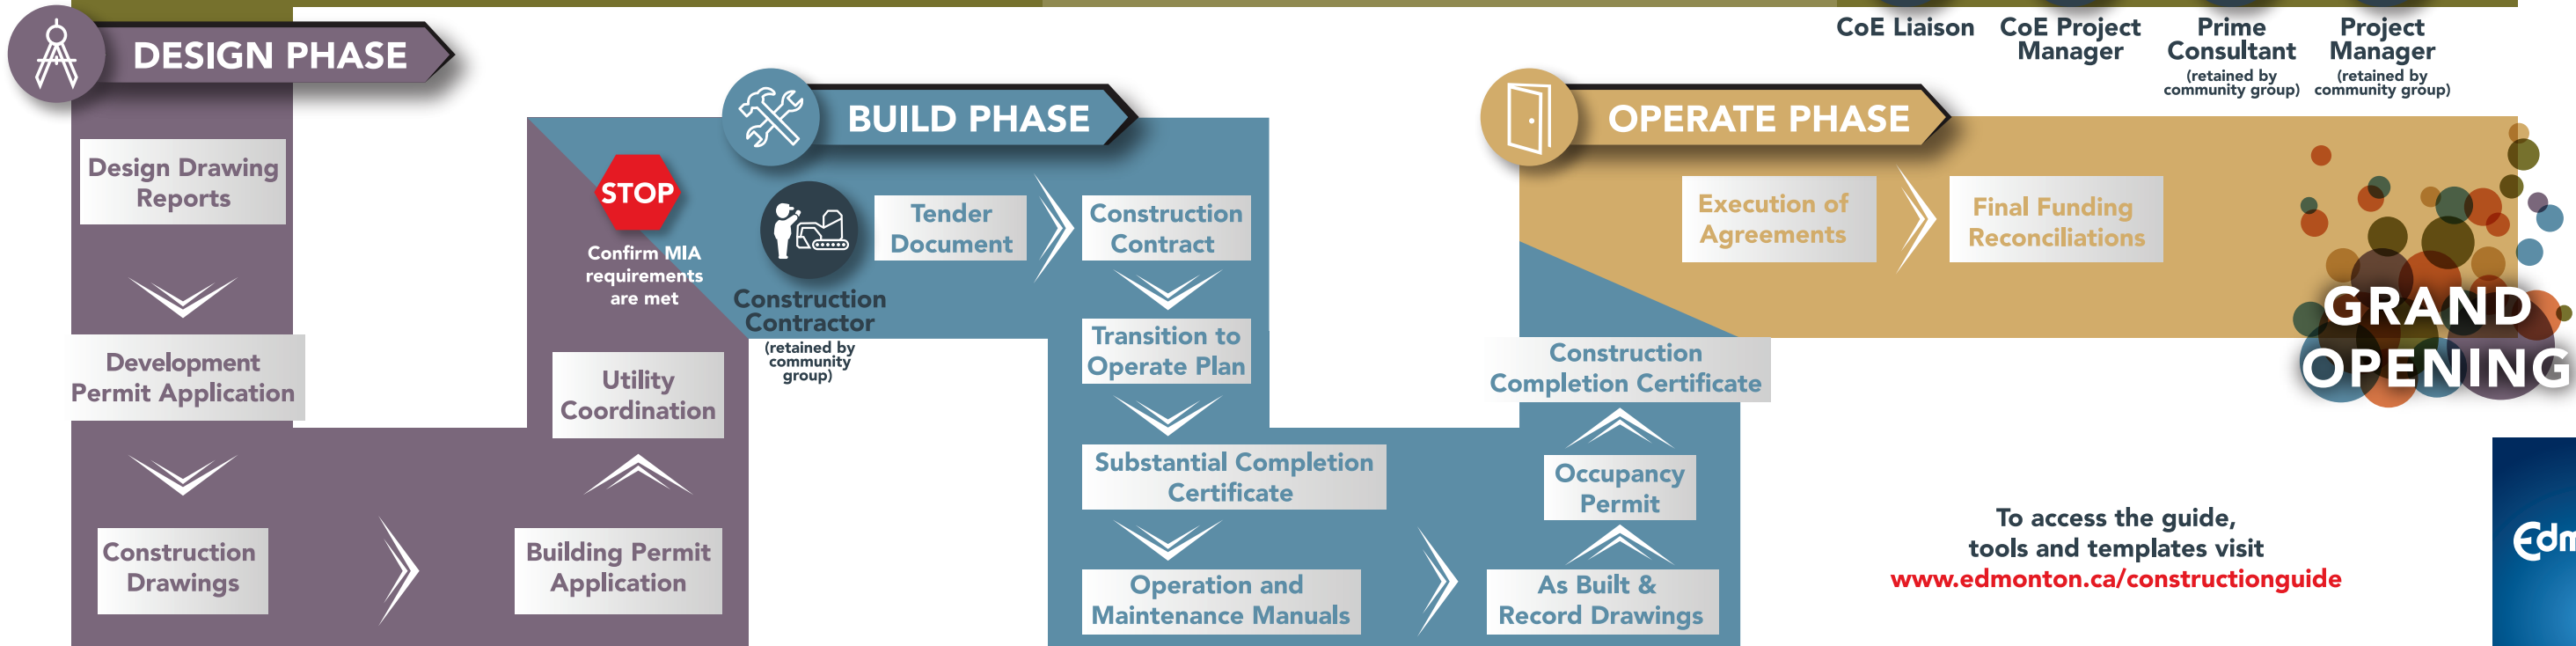 DESIGN PHASE
Design Drawing
Reports
Development
Permit Application
Construction
Drawings
Building Permit
Application
Utility
Coordination
STOP
Confirm MIA
requirements
are met
BUILD PHASE
Construction
Contractor
(retained by
community
group)
Tender
Document
Construction
Contract
Transition to
Operate Plan
Substantial Completion
Certificate
Operation and
Maintenance Manuals
As Built &
Record Drawings
Occupancy
Permit
Construction
Completion Certificate
OPERATE PHASE
Execution of
Agreements
Final Funding
Reconciliations
GRAND
OPENING
CoE Liaison
CoE Project
Manager
Prime
Consultant
(retained by
community group)
Project
Manager
(retained by
community group)
To access the guide,
tools and templates visit
www.edmonton.ca/constructionguide